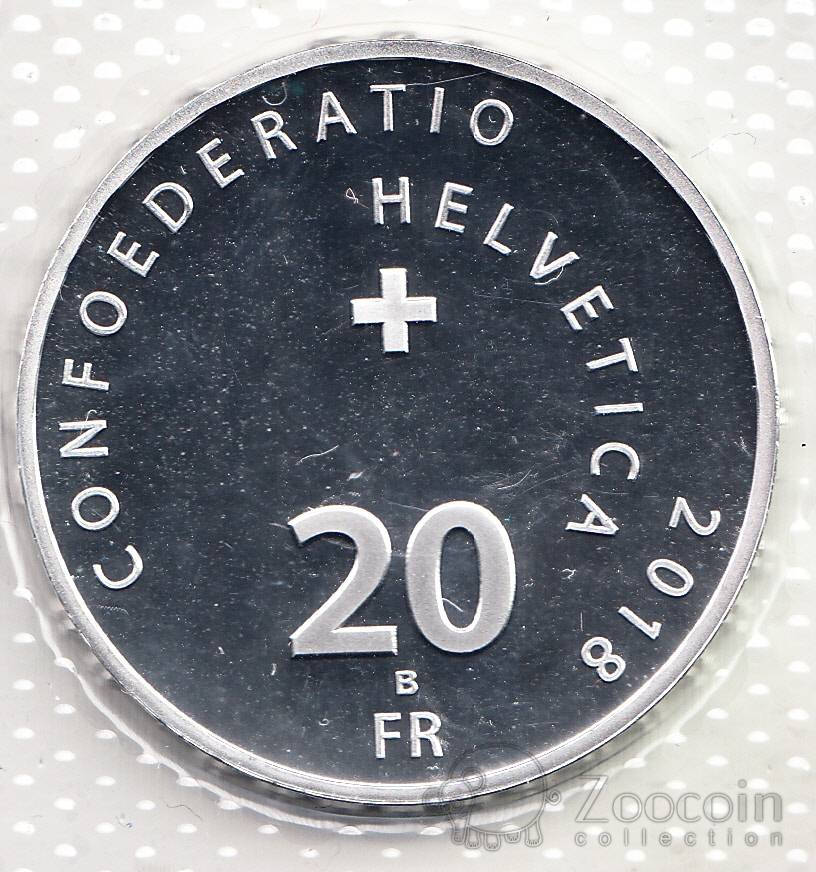 CONFOEDERATIO
HELVETICA
2018
20
B
FR
Zoocoin
collection